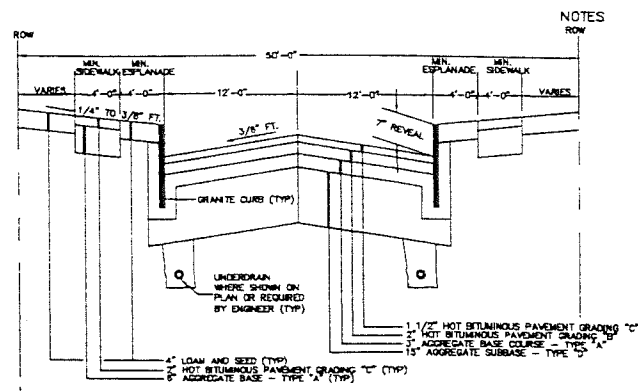 NOTES
ROW
ROW
50'-0"
MIN.
SIDEWALK
MIN.
ESPLANADE
MIN.
ESPLANADE
MIN.
SIDEWALK
VARIES
4'-0"
4'-0"
12'-0"
12'-0"
4'-0"
4'-0"
VARIES
1/4" TO 3/8" FT.
3/8" FT.
7" REVEAL
GRANITE CURB (TYP)
UNDERDRAIN
WHERE SHOWN ON
PLAN OR REQUIRED
BY ENGINEER (TYP)
1 1/2" HOT BITUMINOUS PAVEMENT GRADING "C"
2" HOT BITUMINOUS PAVEMENT GRADING "B"
3" AGGREGATE BASE COURSE - TYPE "A"
15" AGGREGATE SUBBASE - TYPE "D"
4" LOAM AND SEED (TYP)
2" HOT BITUMINOUS PAVEMENT GRADING "C" (TYP)
6" AGGREGATE BASE - TYPE "A" (TYP)